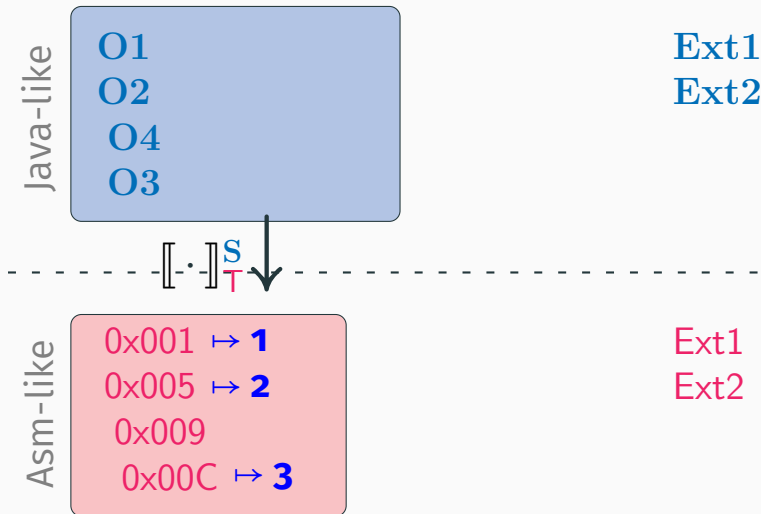 Java-like
O1 Ext1
O2 Ext2
O4
O3
⟦ · ⟧ S T
Asm-like
0x001 ↦ 1 Ext1
0x005 ↦ 2 Ext2
0x009
0x00C ↦ 3